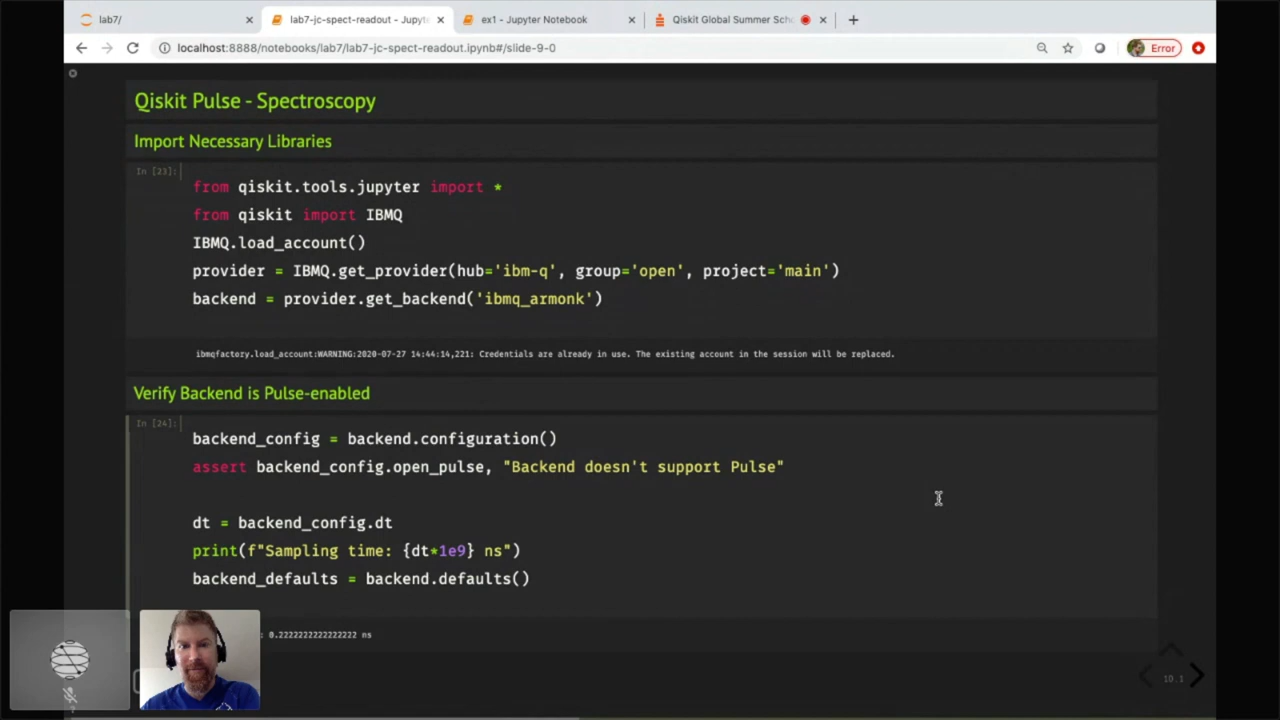 lab7/
lab7-jc-spect-readout - Jupyte
ex1 - Jupyter Notebook
Qiskit Global Summer Scho
localhost:8888/notebooks/lab7/lab7-jc-spect-readout.ipynb#/slide-9-0
Error
Qiskit Pulse - Spectroscopy
Import Necessary Libraries
In [23]:
from qiskit.tools.jupyter import *
from qiskit import IBMQ
IBMQ.load_account()
provider = IBMQ.get_provider(hub='ibm-q', group='open', project='main')
backend = provider.get_backend('ibmq_armonk')
ibmqfactory.load_account:WARNING:2020-07-27 14:44:14,221: Credentials are already in use. The existing account in the session will be replaced.
Verify Backend is Pulse-enabled
In [24]:
backend_config = backend.configuration()
assert backend_config.open_pulse, "Backend doesn't support Pulse"
dt = backend_config.dt
print(f"Sampling time: {dt*1e9} ns")
backend_defaults = backend.defaults()
: 0.2222222222222222 ns
10.1